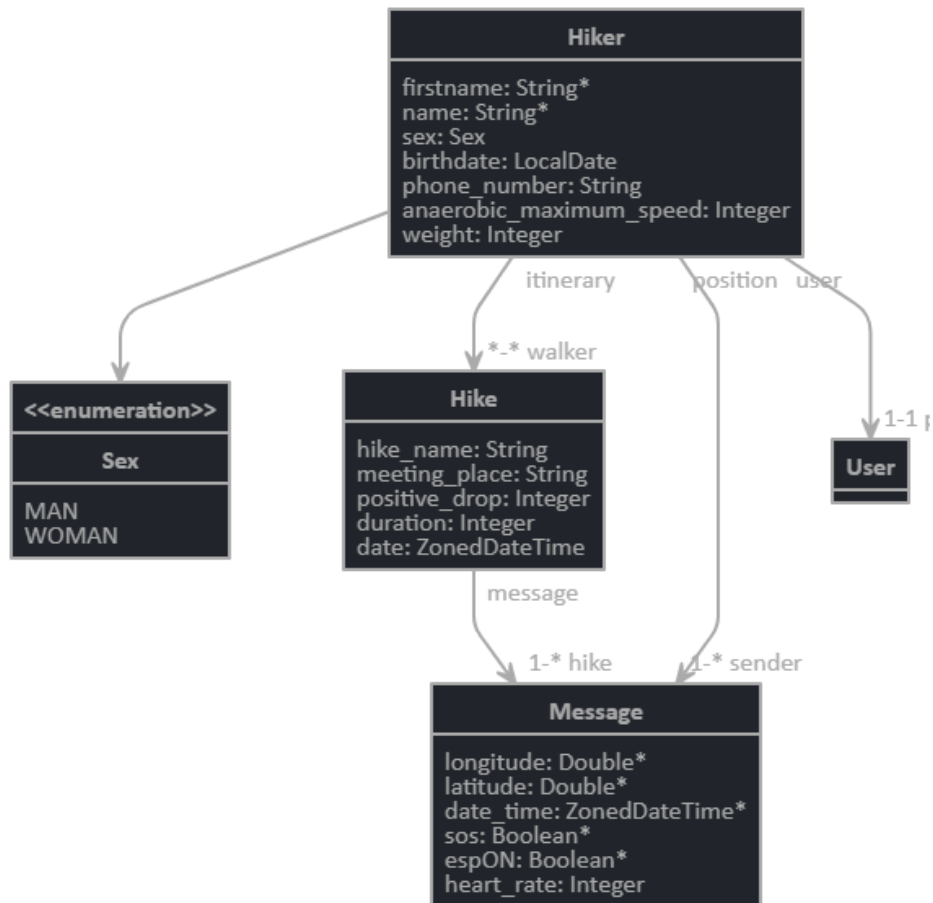 Hiker
firstname: String*
name: String*
sex: Sex
birthdate: LocalDate
phone_number: String
anaerobic_maximum_speed: Integer
weight: Integer
itinerary
position
user
*-* walker
1-1
<<enumeration>>
Sex
MAN
WOMAN
Hike
hike_name: String
meeting_place: String
positive_drop: Integer
duration: Integer
date: ZonedDateTime
User
message
1-* hike
1-* sender
Message
longitude: Double*
latitude: Double*
date_time: ZonedDateTime*
sos: Boolean*
espON: Boolean*
heart_rate: Integer